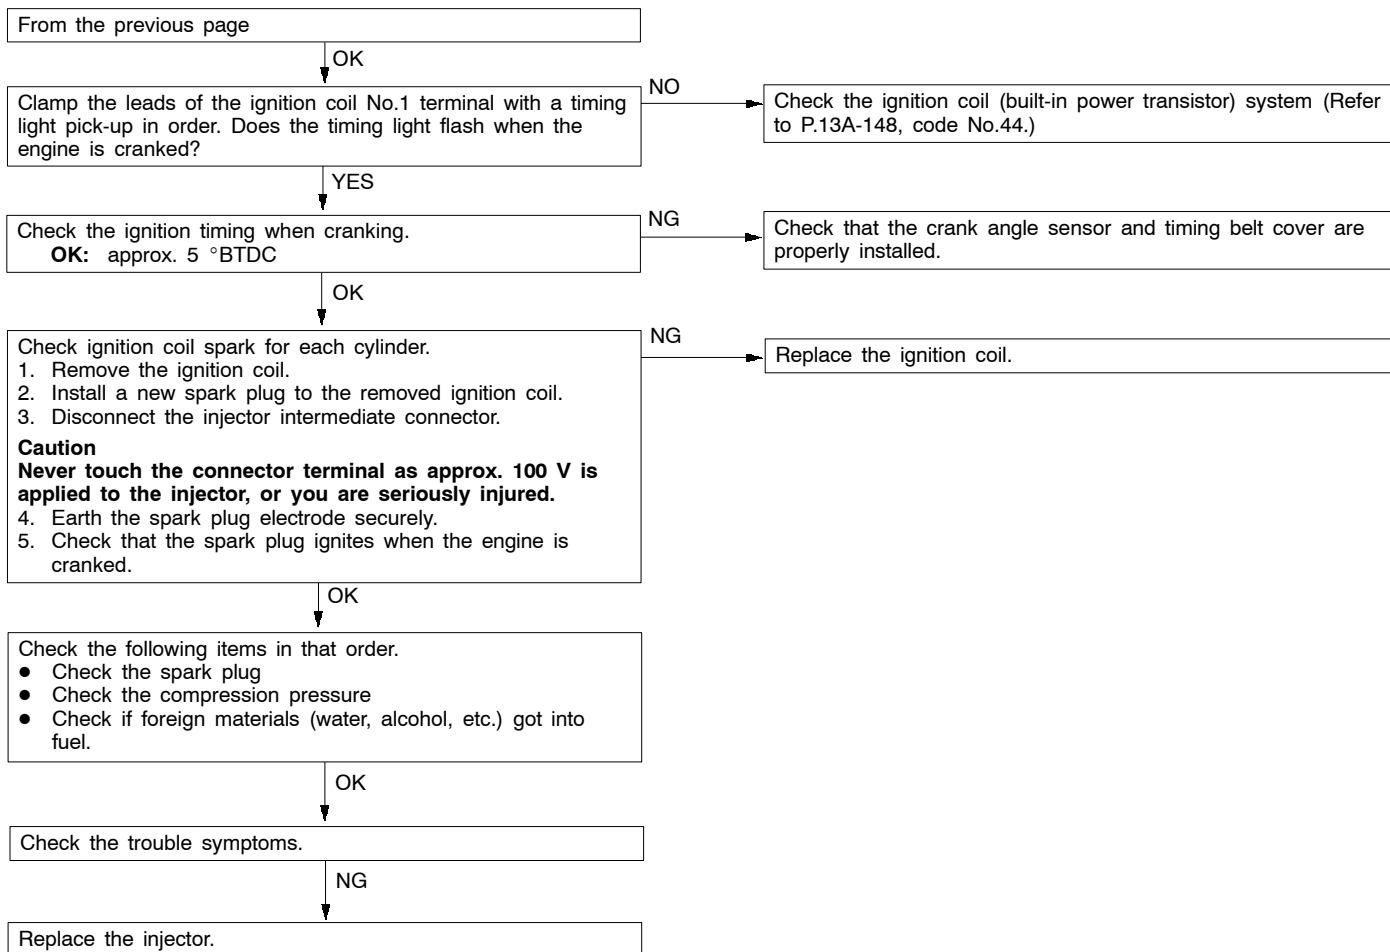 From the previous page
OK
Clamp the leads of the ignition coil No.1 terminal with a timing
light pick-up in order. Does the timing light flash when the
engine is cranked?
NO
Check the ignition coil (built-in power transistor) system (Refer
to P.13A-148, code No.44.)
YES
Check the ignition timing when cranking.
OK: approx. 5 °BTDC
NG
Check that the crank angle sensor and timing belt cover are
properly installed.
OK
Check ignition coil spark for each cylinder.
1. Remove the ignition coil.
2. Install a new spark plug to the removed ignition coil.
3. Disconnect the injector intermediate connector.
Caution
Never touch the connector terminal as approx. 100 V is
applied to the injector, or you are seriously injured.
4. Earth the spark plug electrode securely.
5. Check that the spark plug ignites when the engine is
cranked.
NG
Replace the ignition coil.
OK
Check the following items in that order.
● Check the spark plug
● Check the compression pressure
● Check if foreign materials (water, alcohol, etc.) got into
fuel.
OK
Check the trouble symptoms.
NG
Replace the injector.